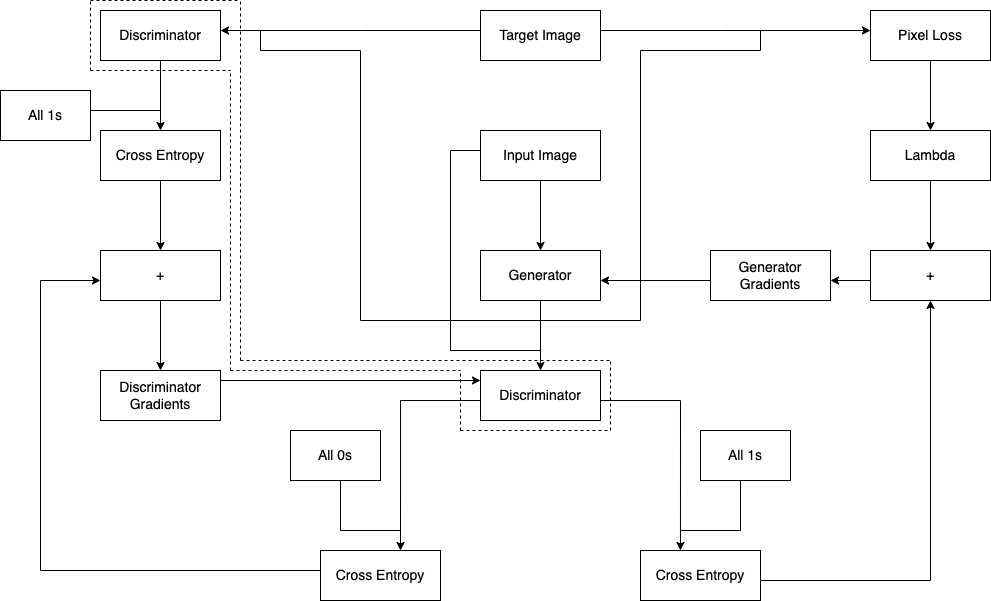 Discriminator
Target Image
Pixel Loss
All 1s
Cross Entropy
Input Image
Lambda
+
Generator
Generator
Gradients
+
Discriminator
Gradients
Discriminator
All 0s
All 1s
Cross Entropy
Cross Entropy